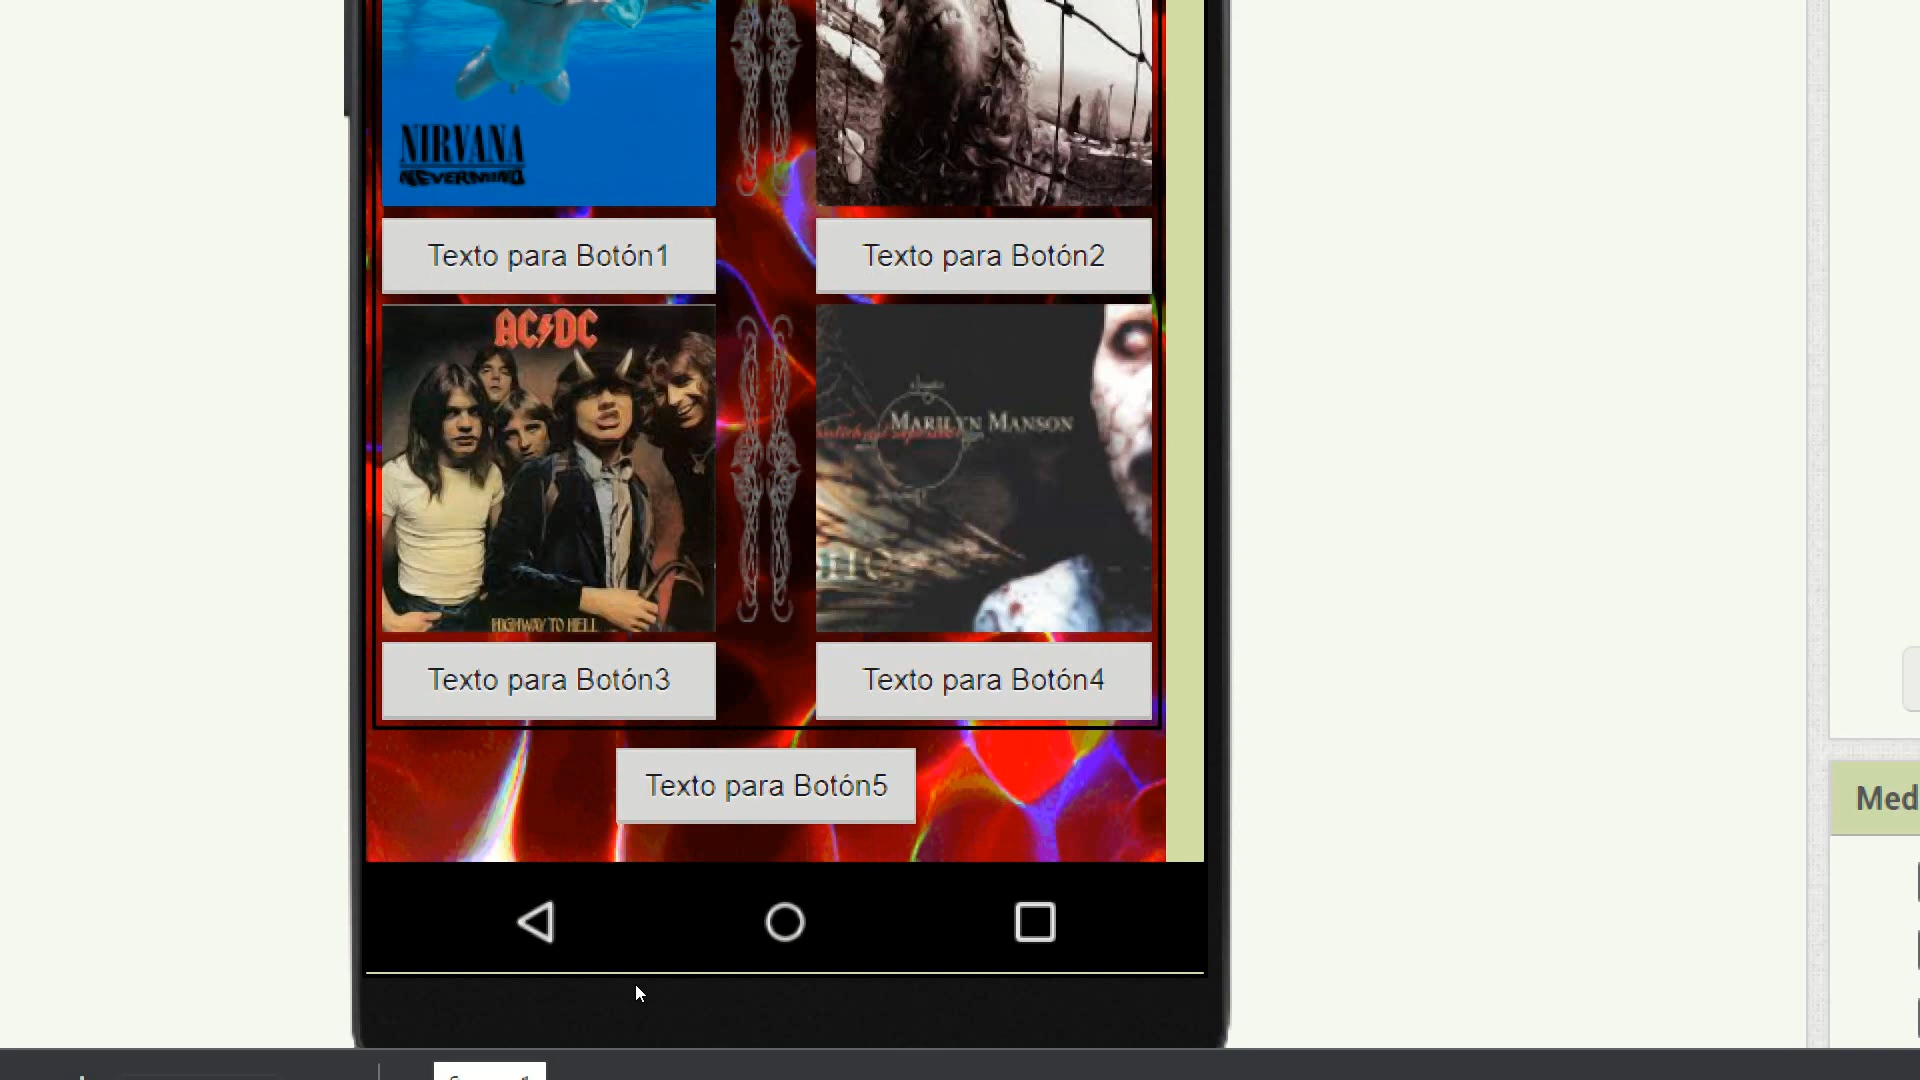 NIRVANA
NEVERMIND
Texto para Botón1
Texto para Botón2
AC DC
MARILYN MANSON
HIGHWAY TO HELL
Texto para Botón3
Texto para Botón4
Texto para Botón5
Med